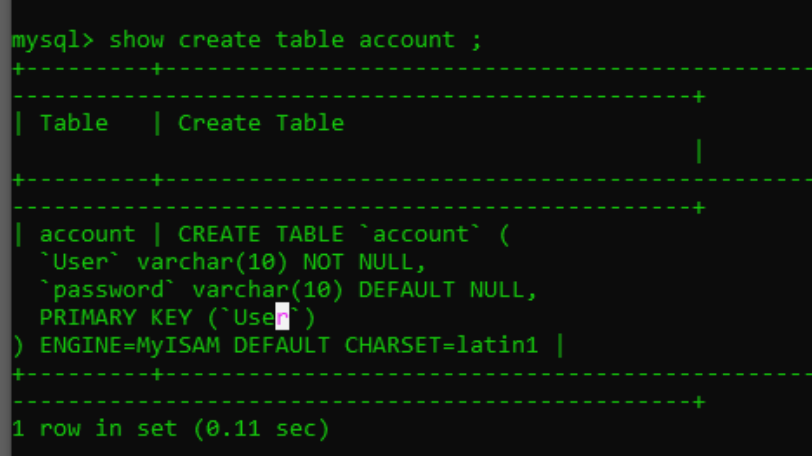 mysql> show create table account ;
+---------+-----------------------------------------------
-------------------------------------------------+
| Table   | Create Table
                                                 |
+---------+-----------------------------------------------
-------------------------------------------------+
| account | CREATE TABLE `account` (
  `User` varchar(10) NOT NULL,
  `password` varchar(10) DEFAULT NULL,
  PRIMARY KEY (`User`)
) ENGINE=MyISAM DEFAULT CHARSET=latin1 |
+---------+-----------------------------------------------
-------------------------------------------------+
1 row in set (0.11 sec)